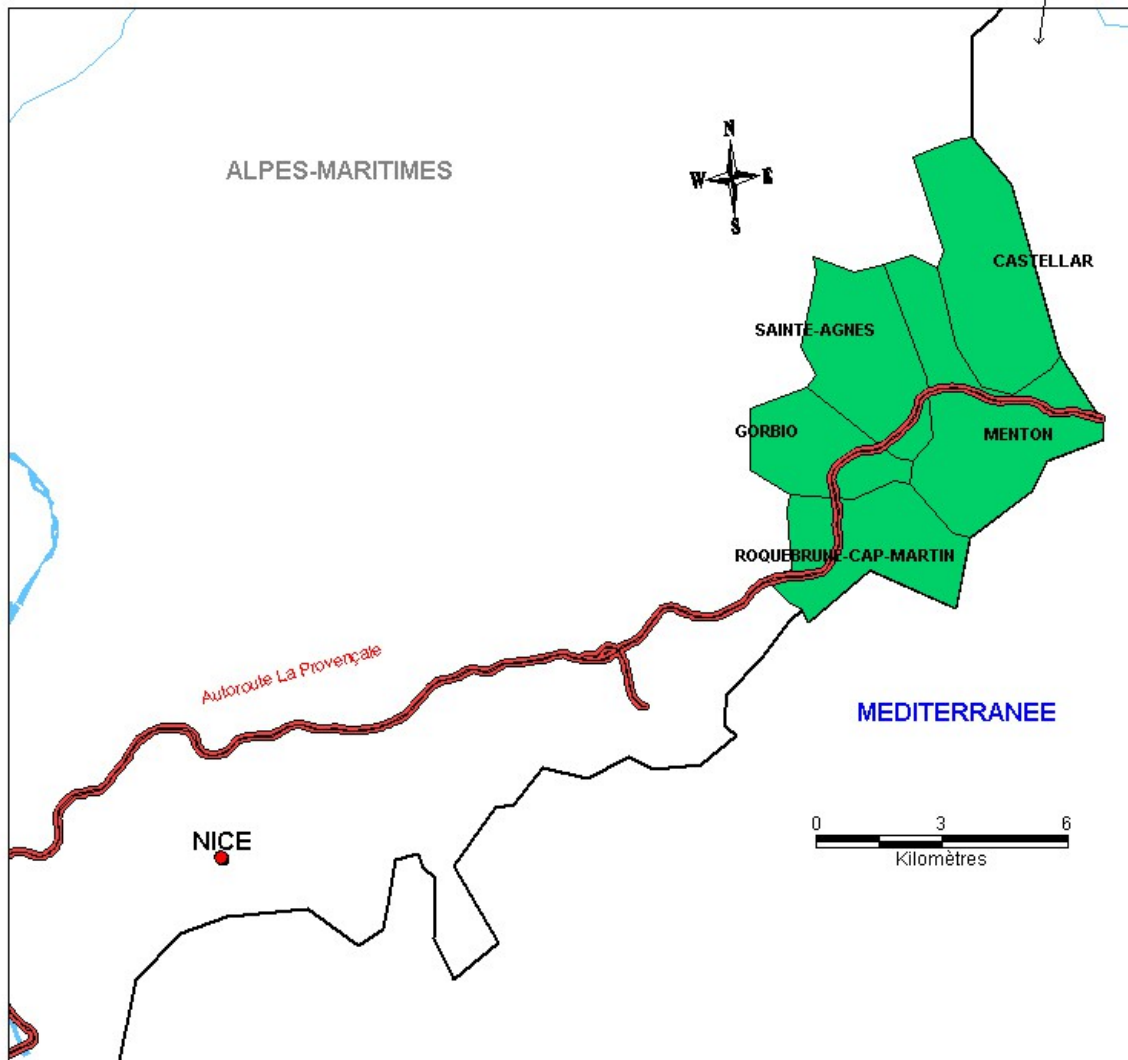 ALPES-MARITIMES
N
W E
S
CASTELLAR
SAINTE-AGNES
GORBIO
MENTON
ROQUEBRUNE-CAP-MARTIN
Autoroute La Provençale
MEDITERRANEE
NICE
0 3 6
Kilomètres